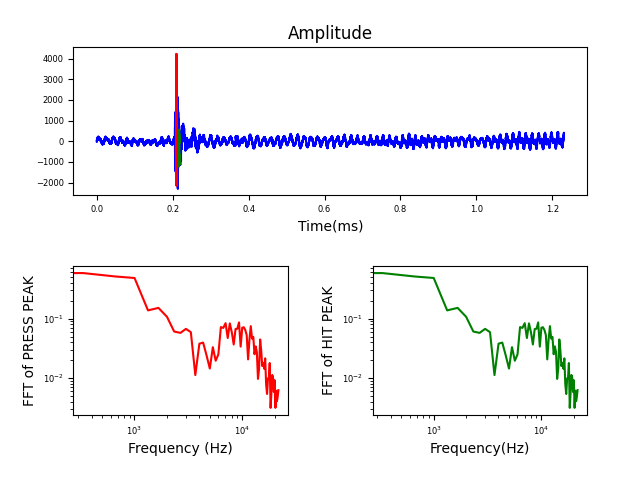 Amplitude
4000
3000
2000
1000
0
−1000
−2000
0.0 0.2 0.4 0.6 0.8 1.0 1.2
Time(ms)
FFT of PRESS PEAK
10⁻¹
10⁻²
10³ 10⁴
Frequency (Hz)
FFT of HIT PEAK
10⁻¹
10⁻²
10³ 10⁴
Frequency(Hz)